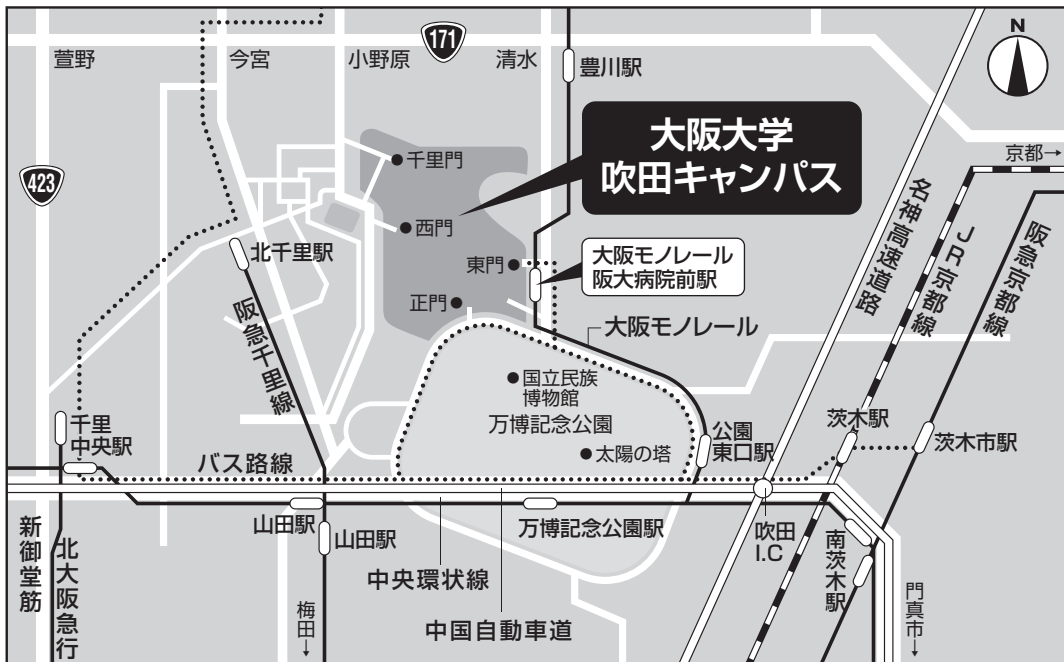 171
N
萱野
今宮
小野原
清水
豊川駅
大阪大学
吹田キャンパス
京都→
423
千里門
西門
東門
正門
北千里駅
大阪モノレール
阪大病院前駅
名神高速道路
JR京都線
阪急京都線
阪急千里線
大阪モノレール
国立民族
博物館
万博記念公園
太陽の塔
公園
東口駅
茨木駅
茨木市駅
千里
中央駅
バス路線
山田駅
山田駅
万博記念公園駅
吹田
I.C
南茨木駅
新御堂筋
北大阪急行
中央環状線
中国自動車道
梅田→
門真市→